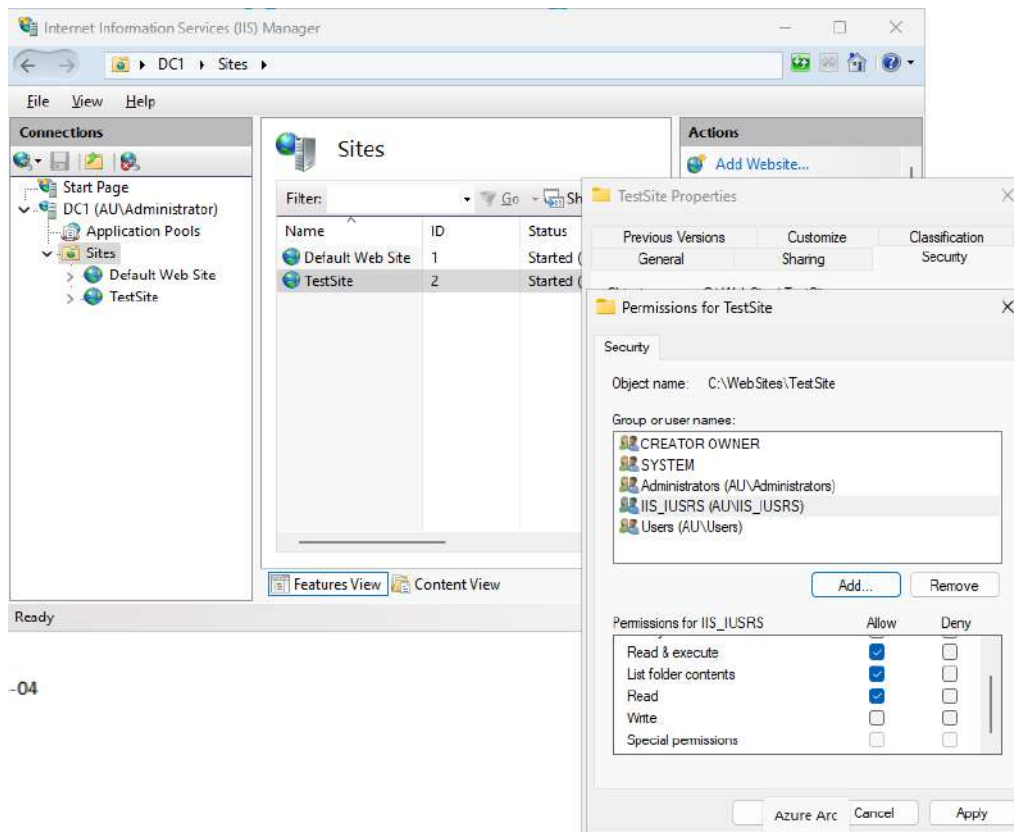 Internet Information Services (IIS) Manager
DC1 Sites
File View Help
Connections
Start Page
DC1 (AU\Administrator)
Application Pools
Sites
Default Web Site
TestSite
Sites
Filter: Go Sh
Name ID Status
Default Web Site 1 Started (
TestSite 2 Started (
Features View Content View
Ready
Actions
Add Website...
TestSite Properties
Previous Versions Customize Classification
General Sharing Security
Permissions for TestSite
Security
Object name: C:\WebSites\TestSite
Group or user names:
CREATOR OWNER
SYSTEM
Administrators (AU\Administrators)
IIS_IUSRS (AU\IIS_IUSRS)
Users (AU\Users)
Add... Remove
Permissions for IIS_IUSRS Allow Deny
Read & execute
List folder contents
Read
Write
Special permissions
Azure Arc Cancel Apply
-04